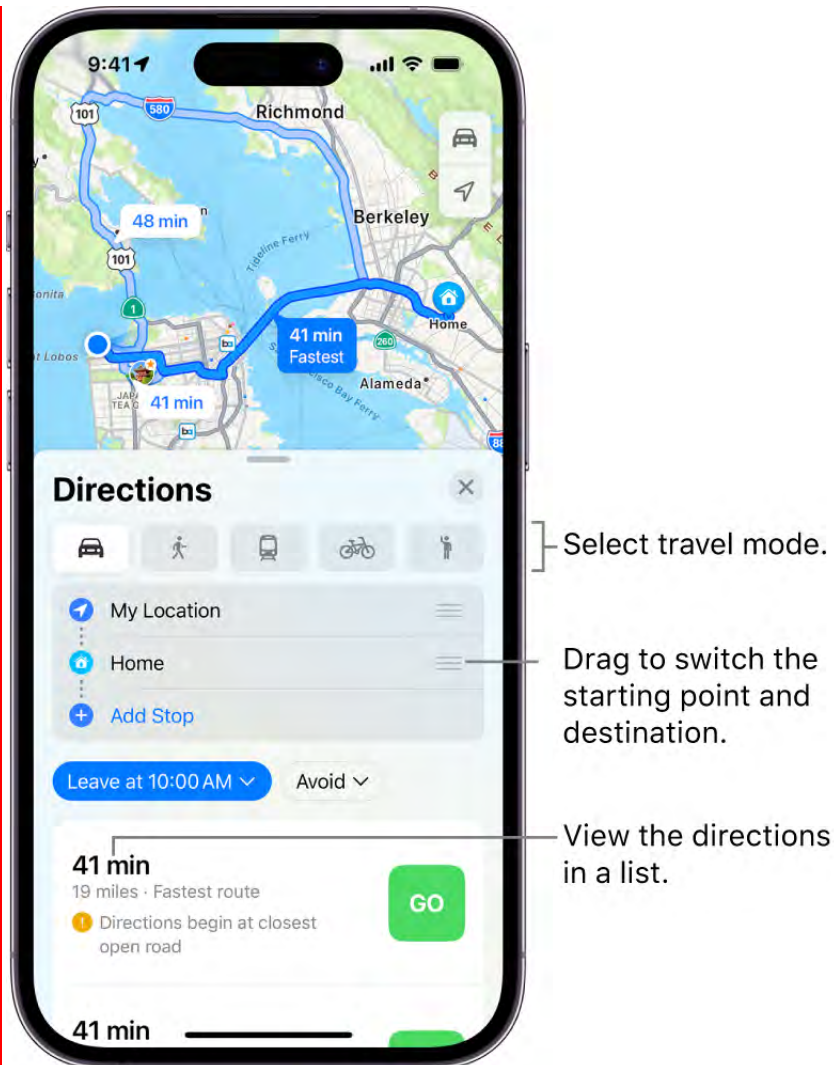 9:41
101
580
Richmond
48 min
Berkeley
Tideline Ferry
101
1
Home
41 min
Fastest
260
t Lobos
Alameda
41 min
Directions
Select travel mode.
My Location
Home
Drag to switch the
starting point and
destination.
Add Stop
Leave at 10:00 AM
Avoid
View the directions
in a list.
41 min
19 miles · Fastest route
GO
Directions begin at closest
open road
41 min